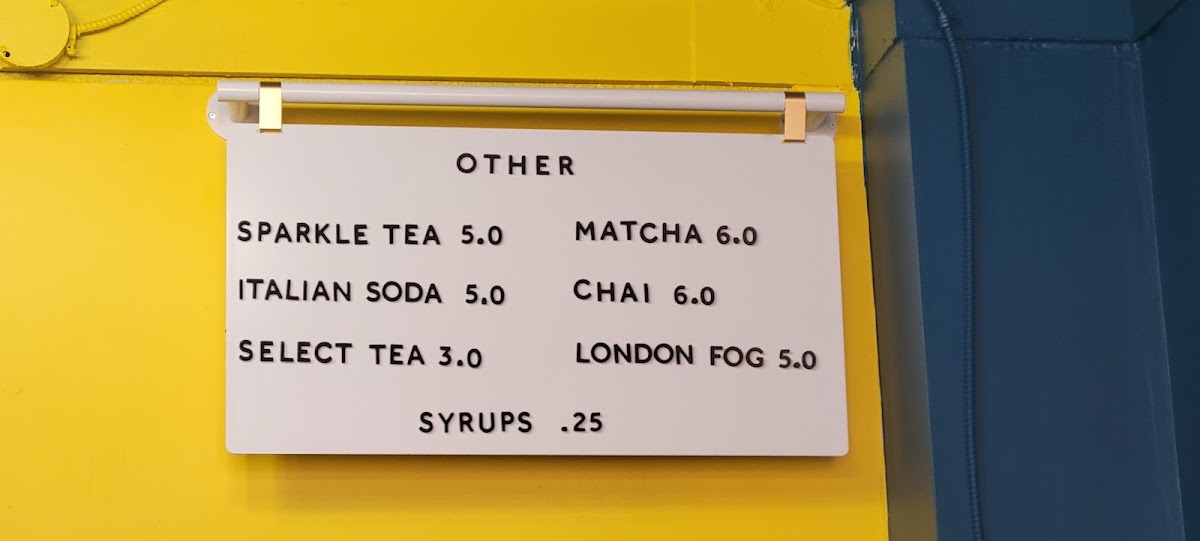 OTHER
SPARKLE TEA 5.0
ITALIAN SODA 5.0
SELECT TEA 3.0
MATCHA 6.0
CHAI 6.0
LONDON FOG 5.0
SYRUPS .25